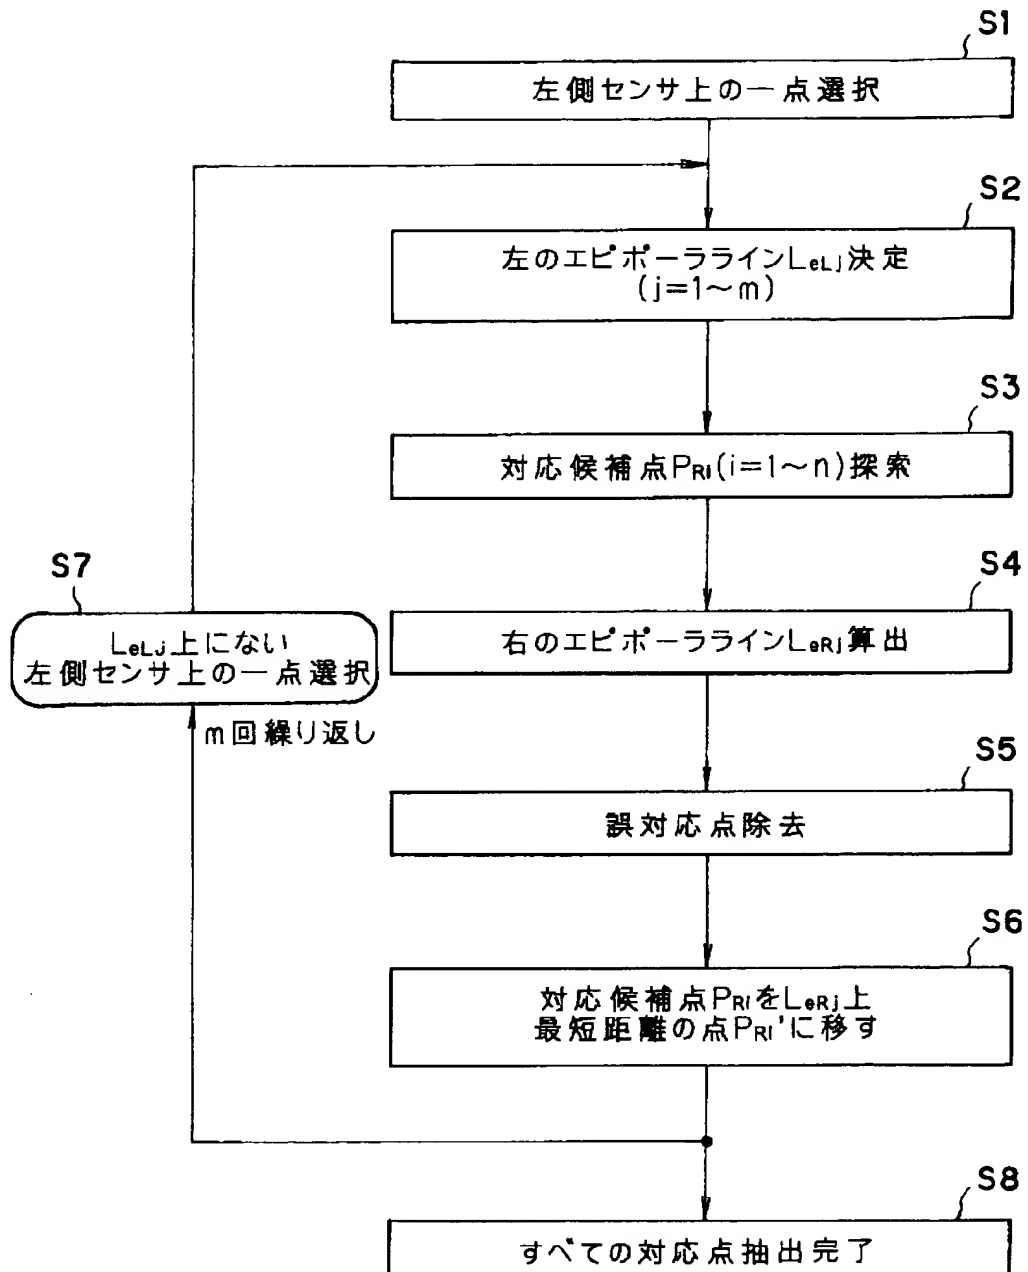 S1
左側センサ上の一点選択
S2
左のエピポーララインLeLj決定
(j=1~m)
S3
対応候補点PRi(i=1~n)探索
S4
右のエピポーララインLeRj算出
S7
LeLj上にない
左側センサ上の一点選択
m回繰り返し
S5
誤対応点除去
S6
対応候補点PRiをLeRj上
最短距離の点PRi'に移す
S8
すべての対応点抽出完了